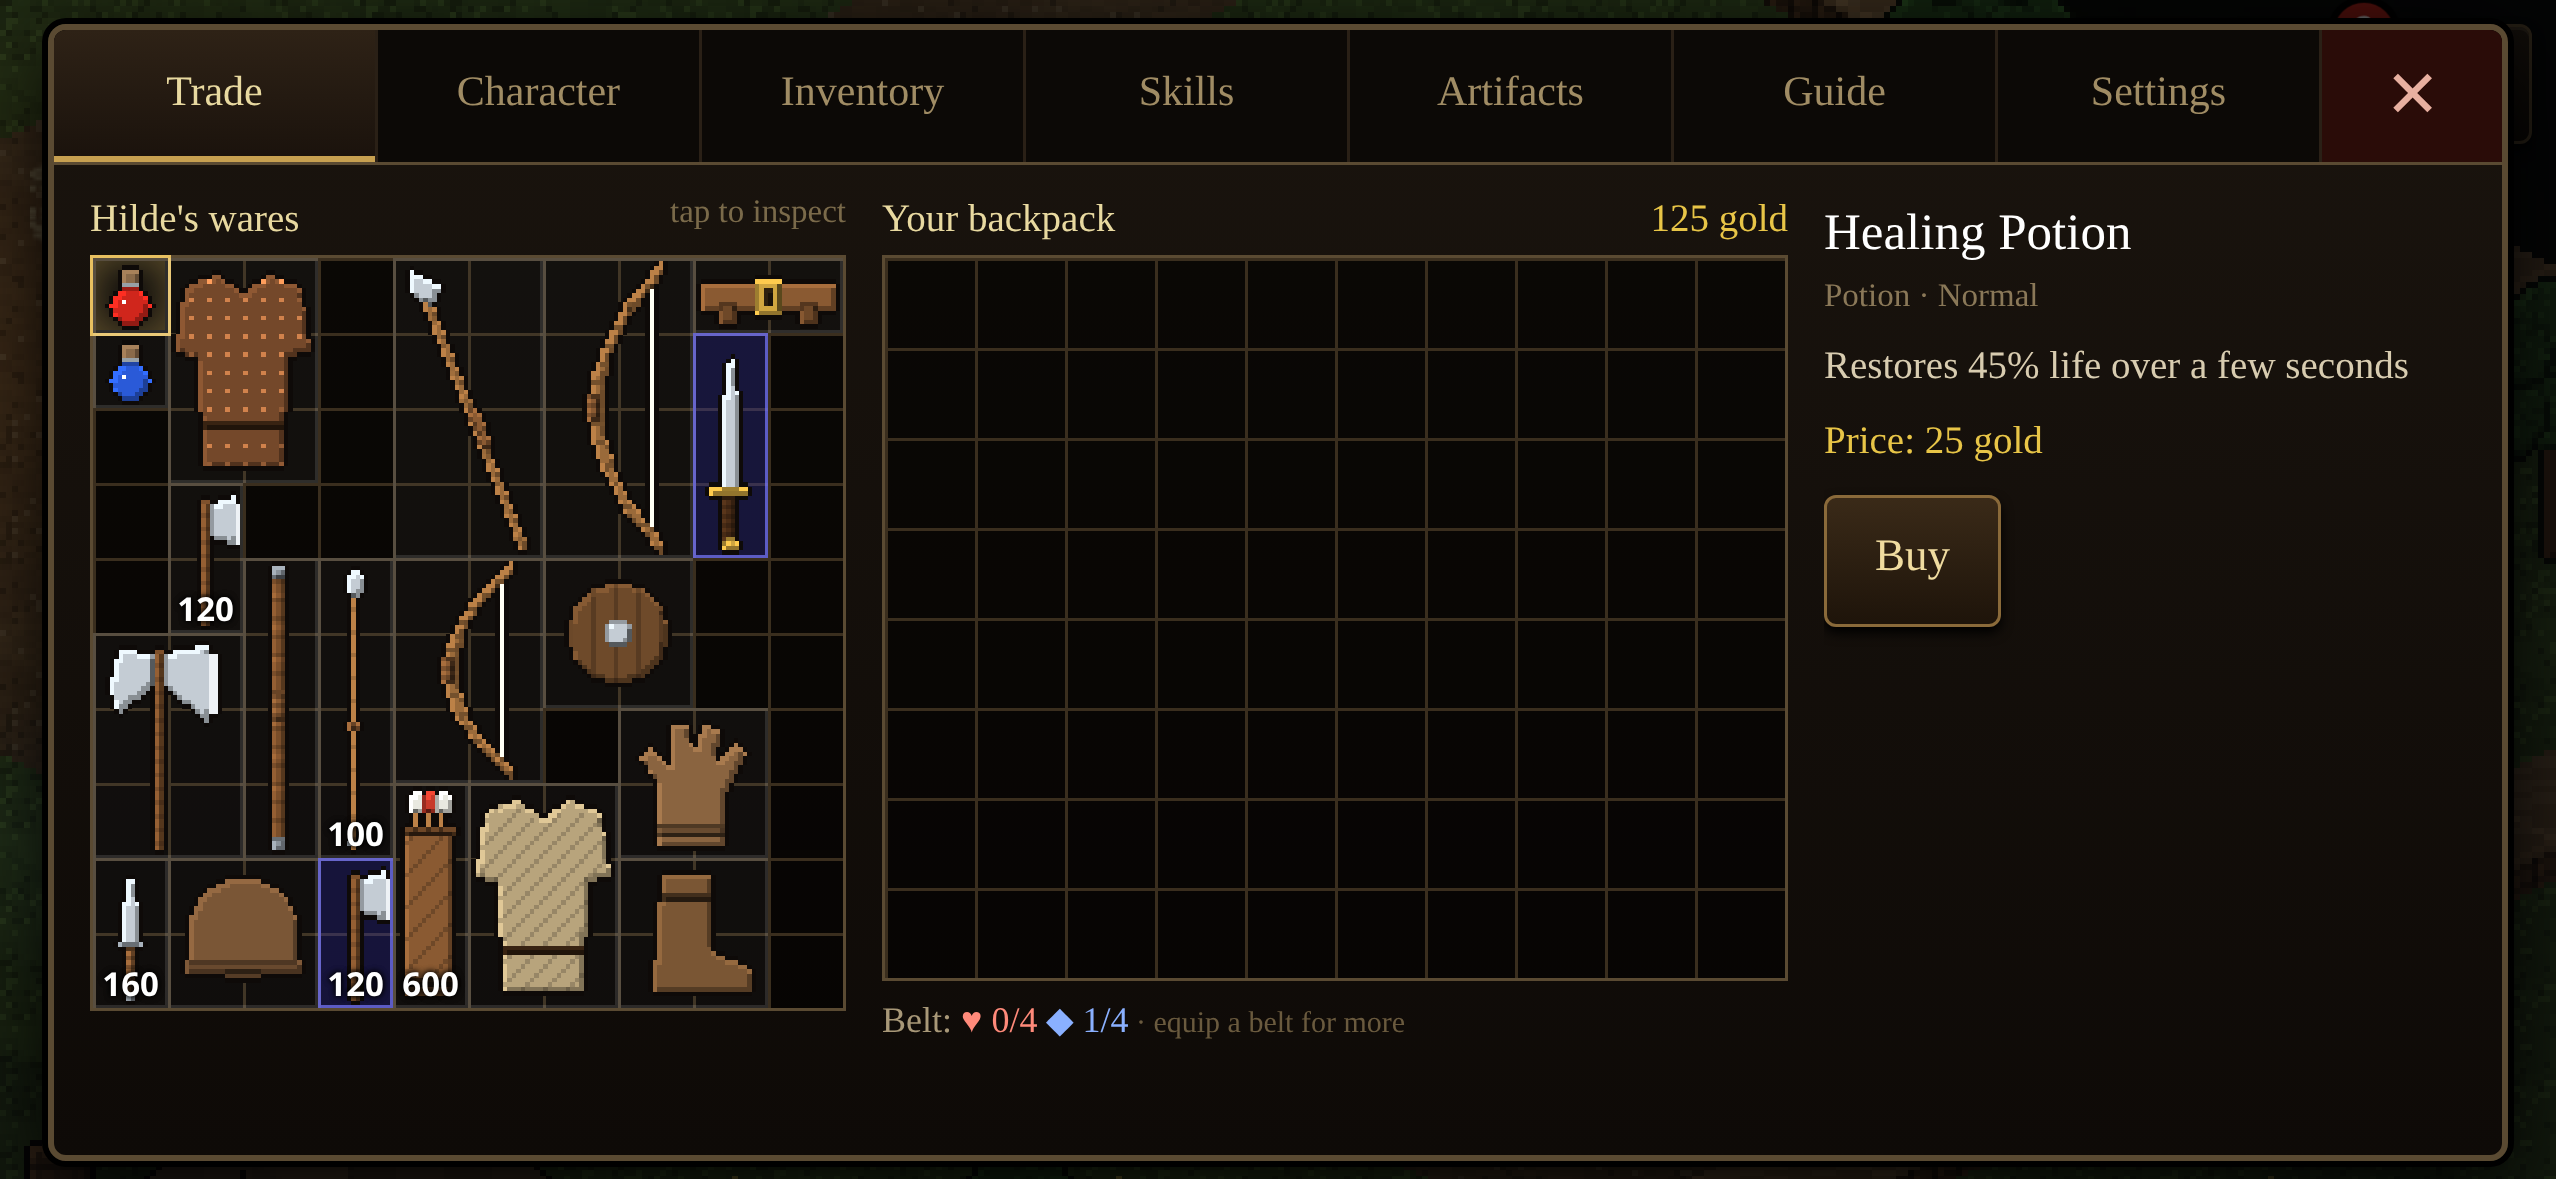 Trade Character Inventory Skills Artifacts Guide Settings ✕
Hilde's wares tap to inspect
120
100
160 120 600
Your backpack 125 gold
Belt: ♥ 0/4 ◆ 1/4 · equip a belt for more
Healing Potion
Potion · Normal
Restores 45% life over a few seconds
Price: 25 gold
Buy